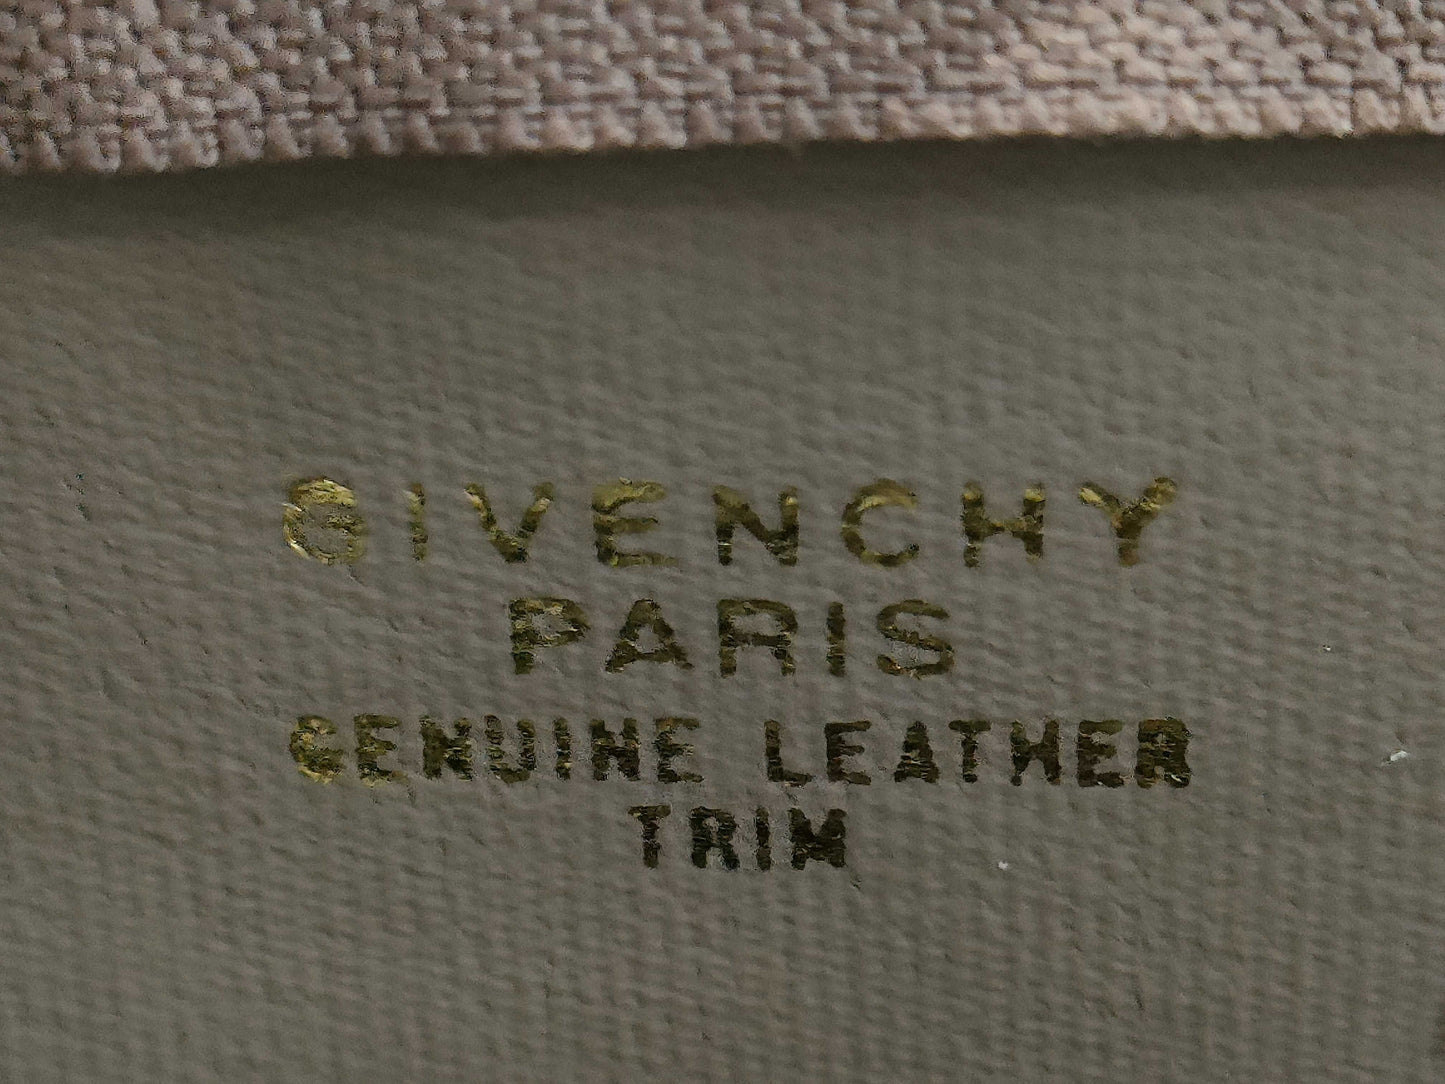 GIVENCHY
PARIS
GENUINE LEATHER
TRIM